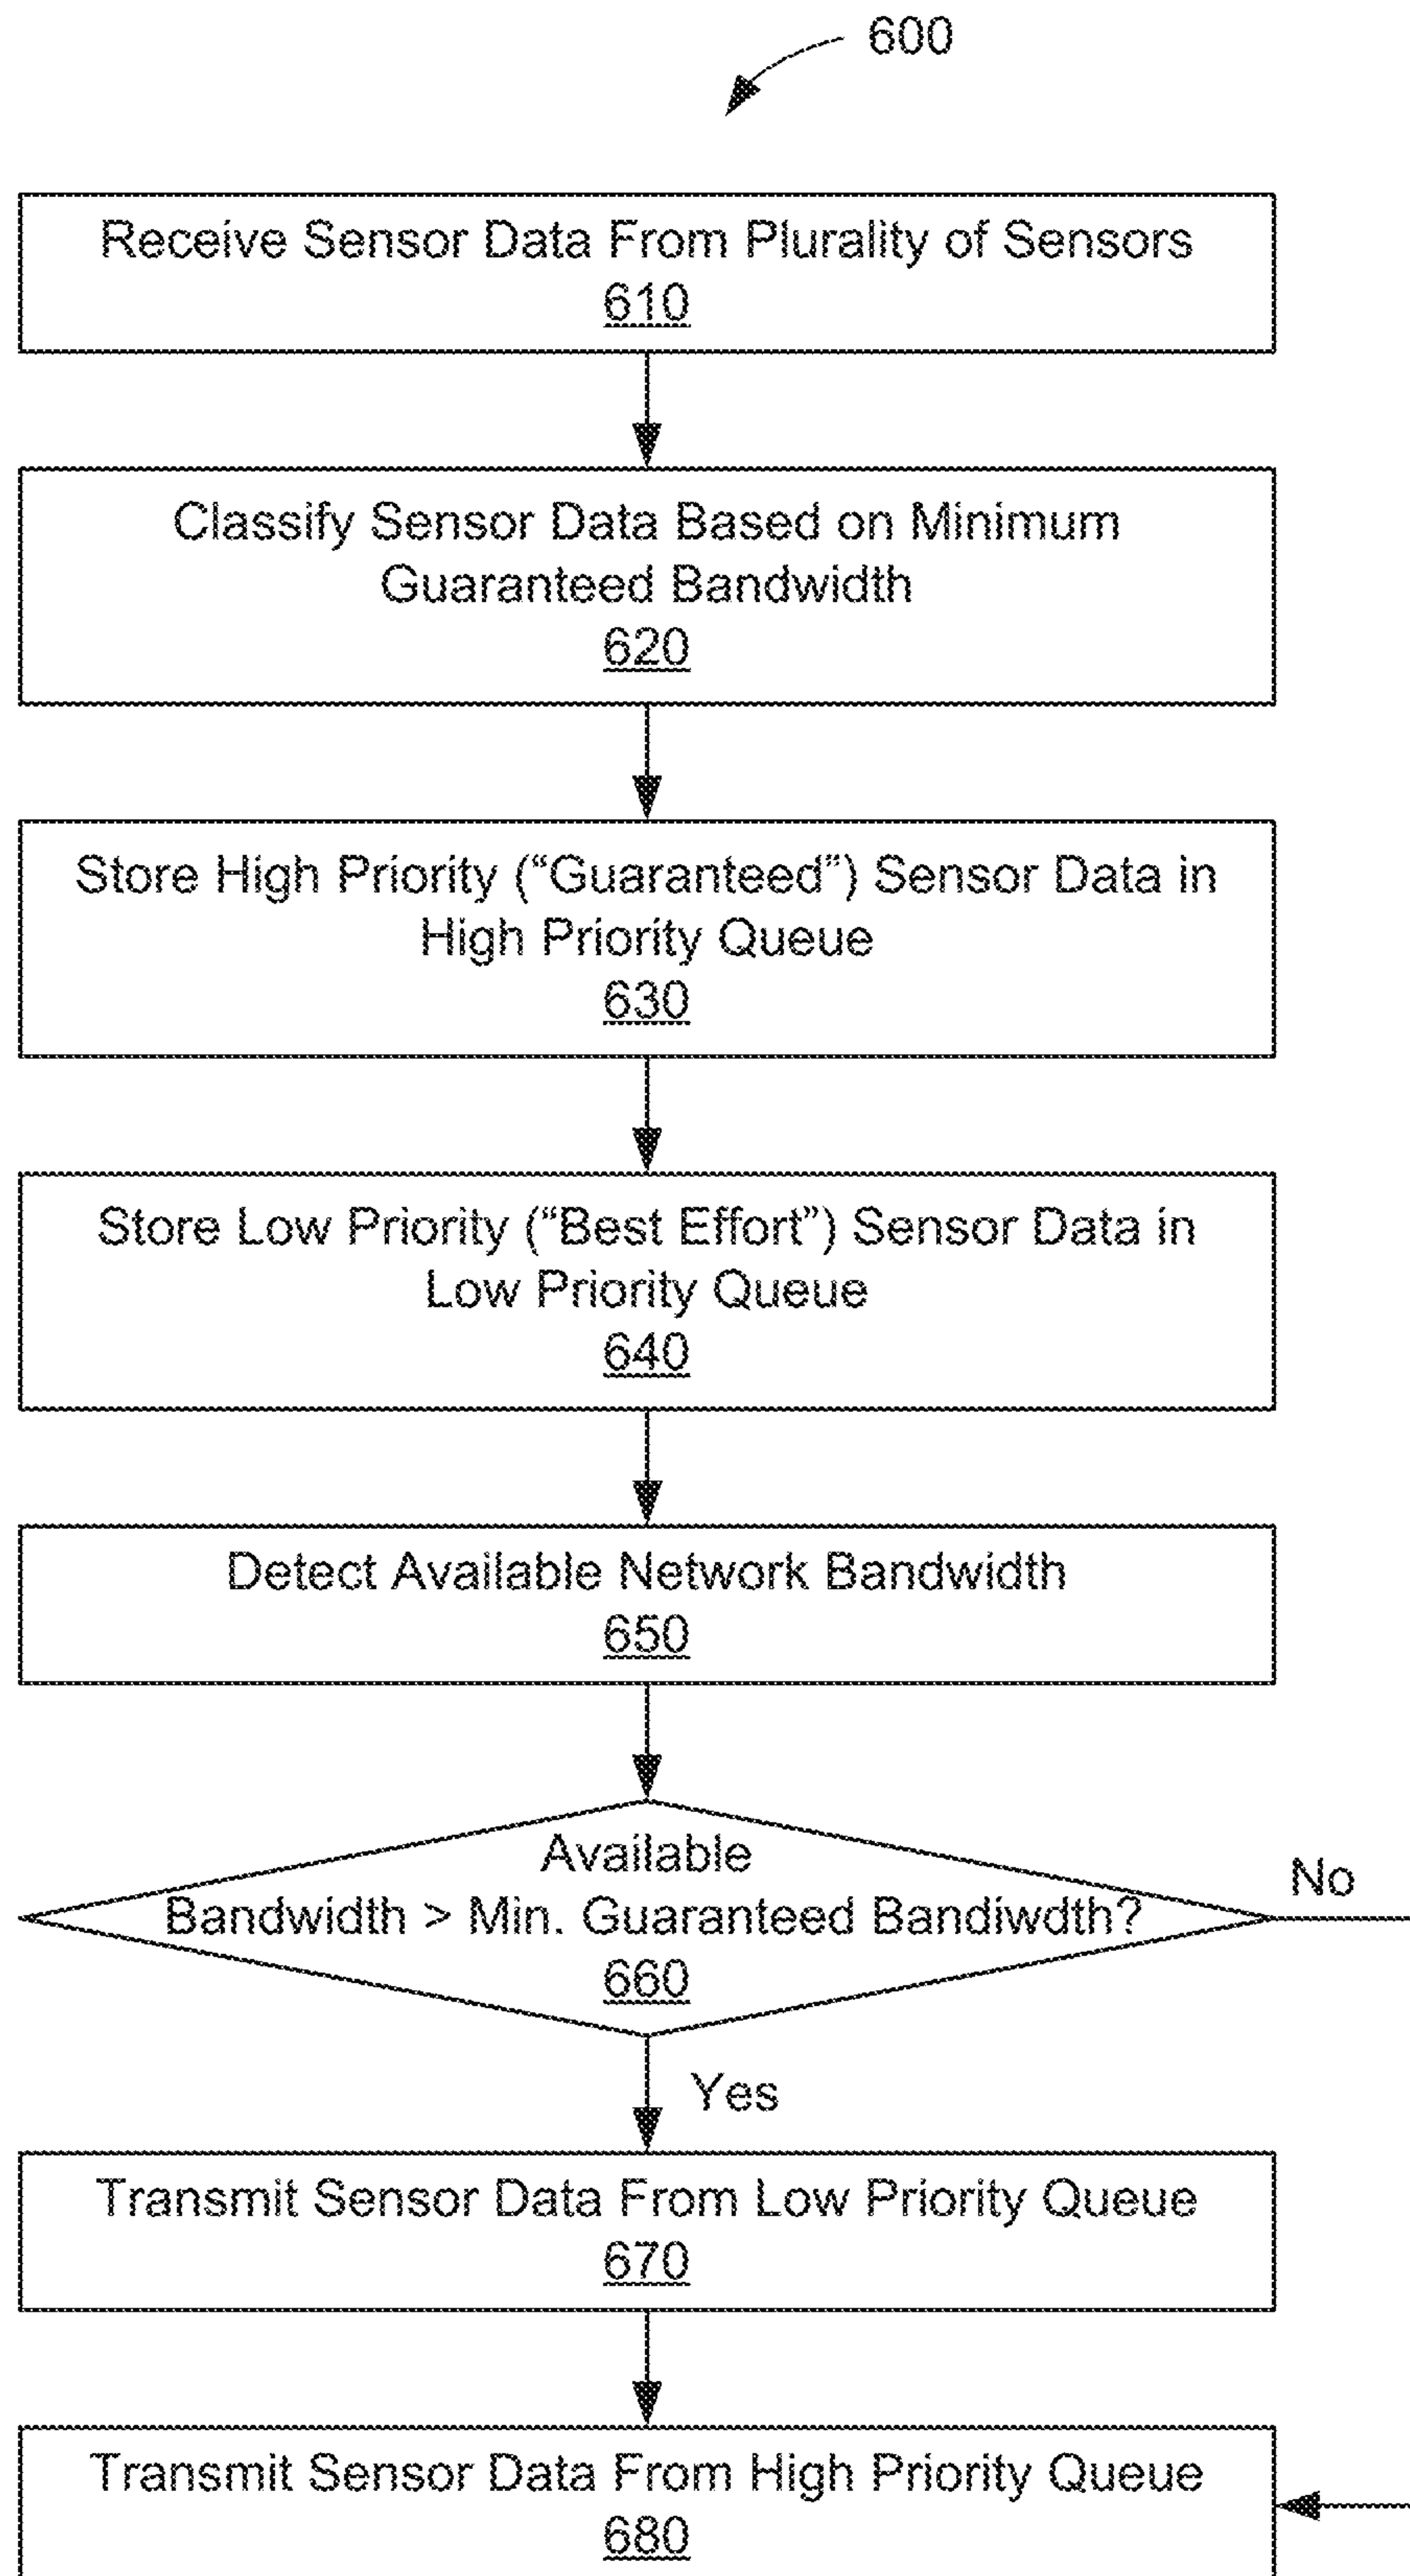 600
Receive Sensor Data From Plurality of Sensors
610
Classify Sensor Data Based on Minimum
Guaranteed Bandwidth
620
Store High Priority (“Guaranteed”) Sensor Data in
High Priority Queue
630
Store Low Priority (“Best Effort”) Sensor Data in
Low Priority Queue
640
Detect Available Network Bandwidth
650
Available
Bandwidth > Min. Guaranteed Bandiwdth?
660
No
Yes
Transmit Sensor Data From Low Priority Queue
670
Transmit Sensor Data From High Priority Queue
680